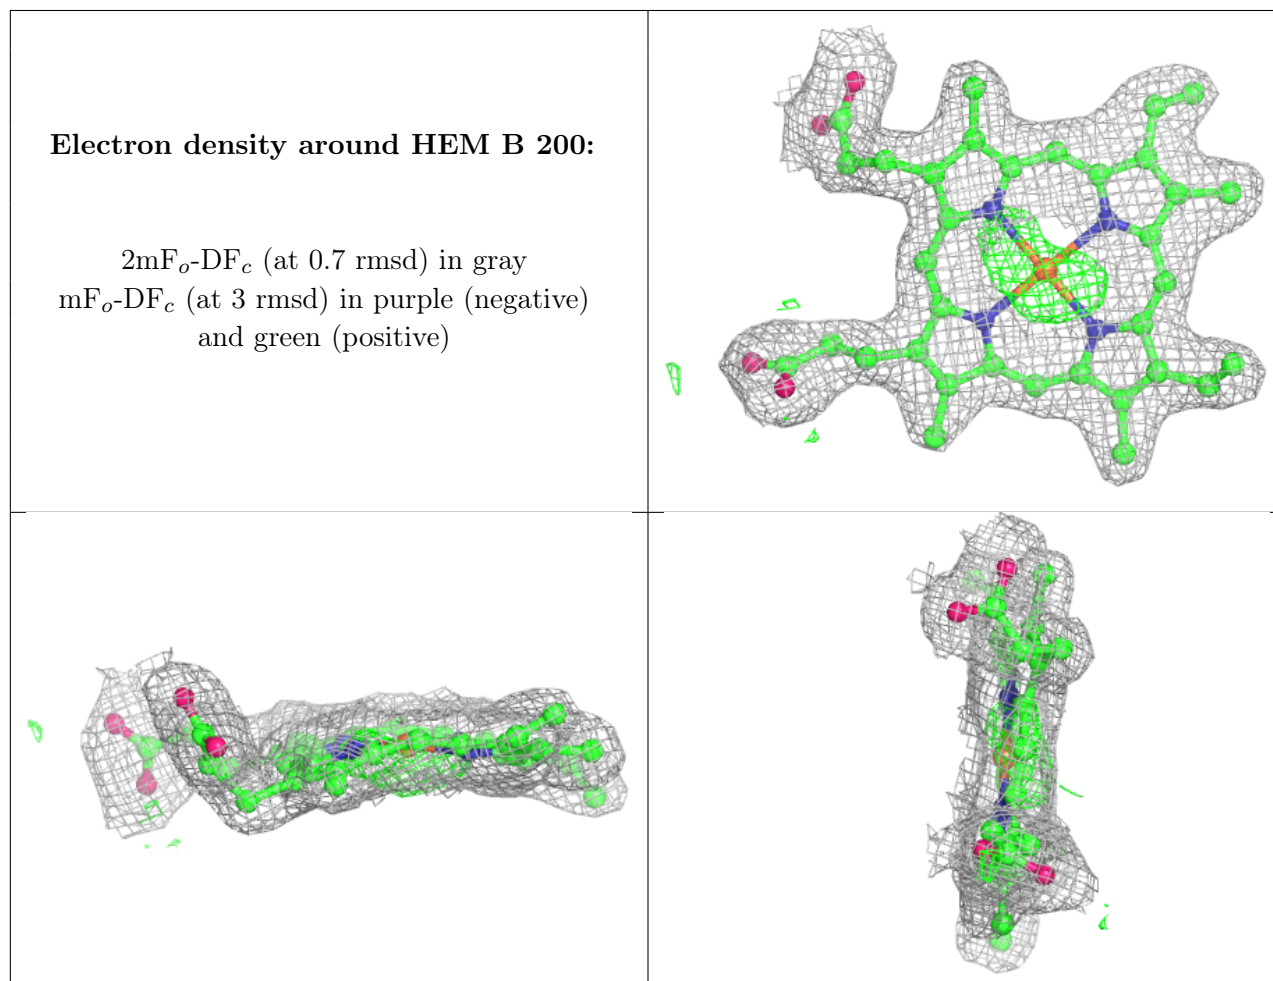 Electron density around HEM B 200:
2mFₒ-DF𝒸 (at 0.7 rmsd) in gray
mFₒ-DF𝒸 (at 3 rmsd) in purple (negative)
and green (positive)